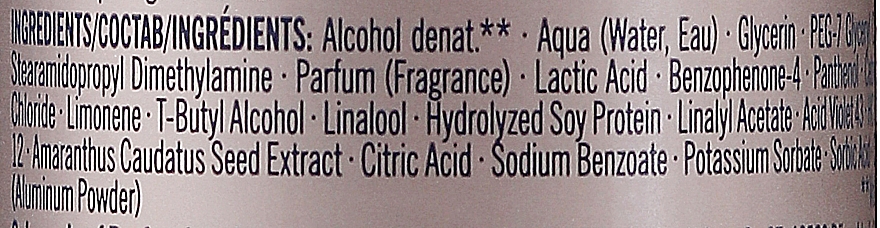 INGREDIENTS/СОСТАВ/INGRÉDIENTS: Alcohol denat.** · Aqua (Water, Eau) · Glycerin · PEG-7
Stearamidopropyl Dimethylamine · Parfum (Fragrance) · Lactic Acid · Benzophenone-4 · Panthenol
Chloride · Limonene · T-Butyl Alcohol · Linalool · Hydrolyzed Soy Protein · Linalyl Acetate · Acid Violet 43
12 · Amaranthus Caudatus Seed Extract · Citric Acid · Sodium Benzoate · Potassium Sorbate · Sorbic
(Aluminum Powder)